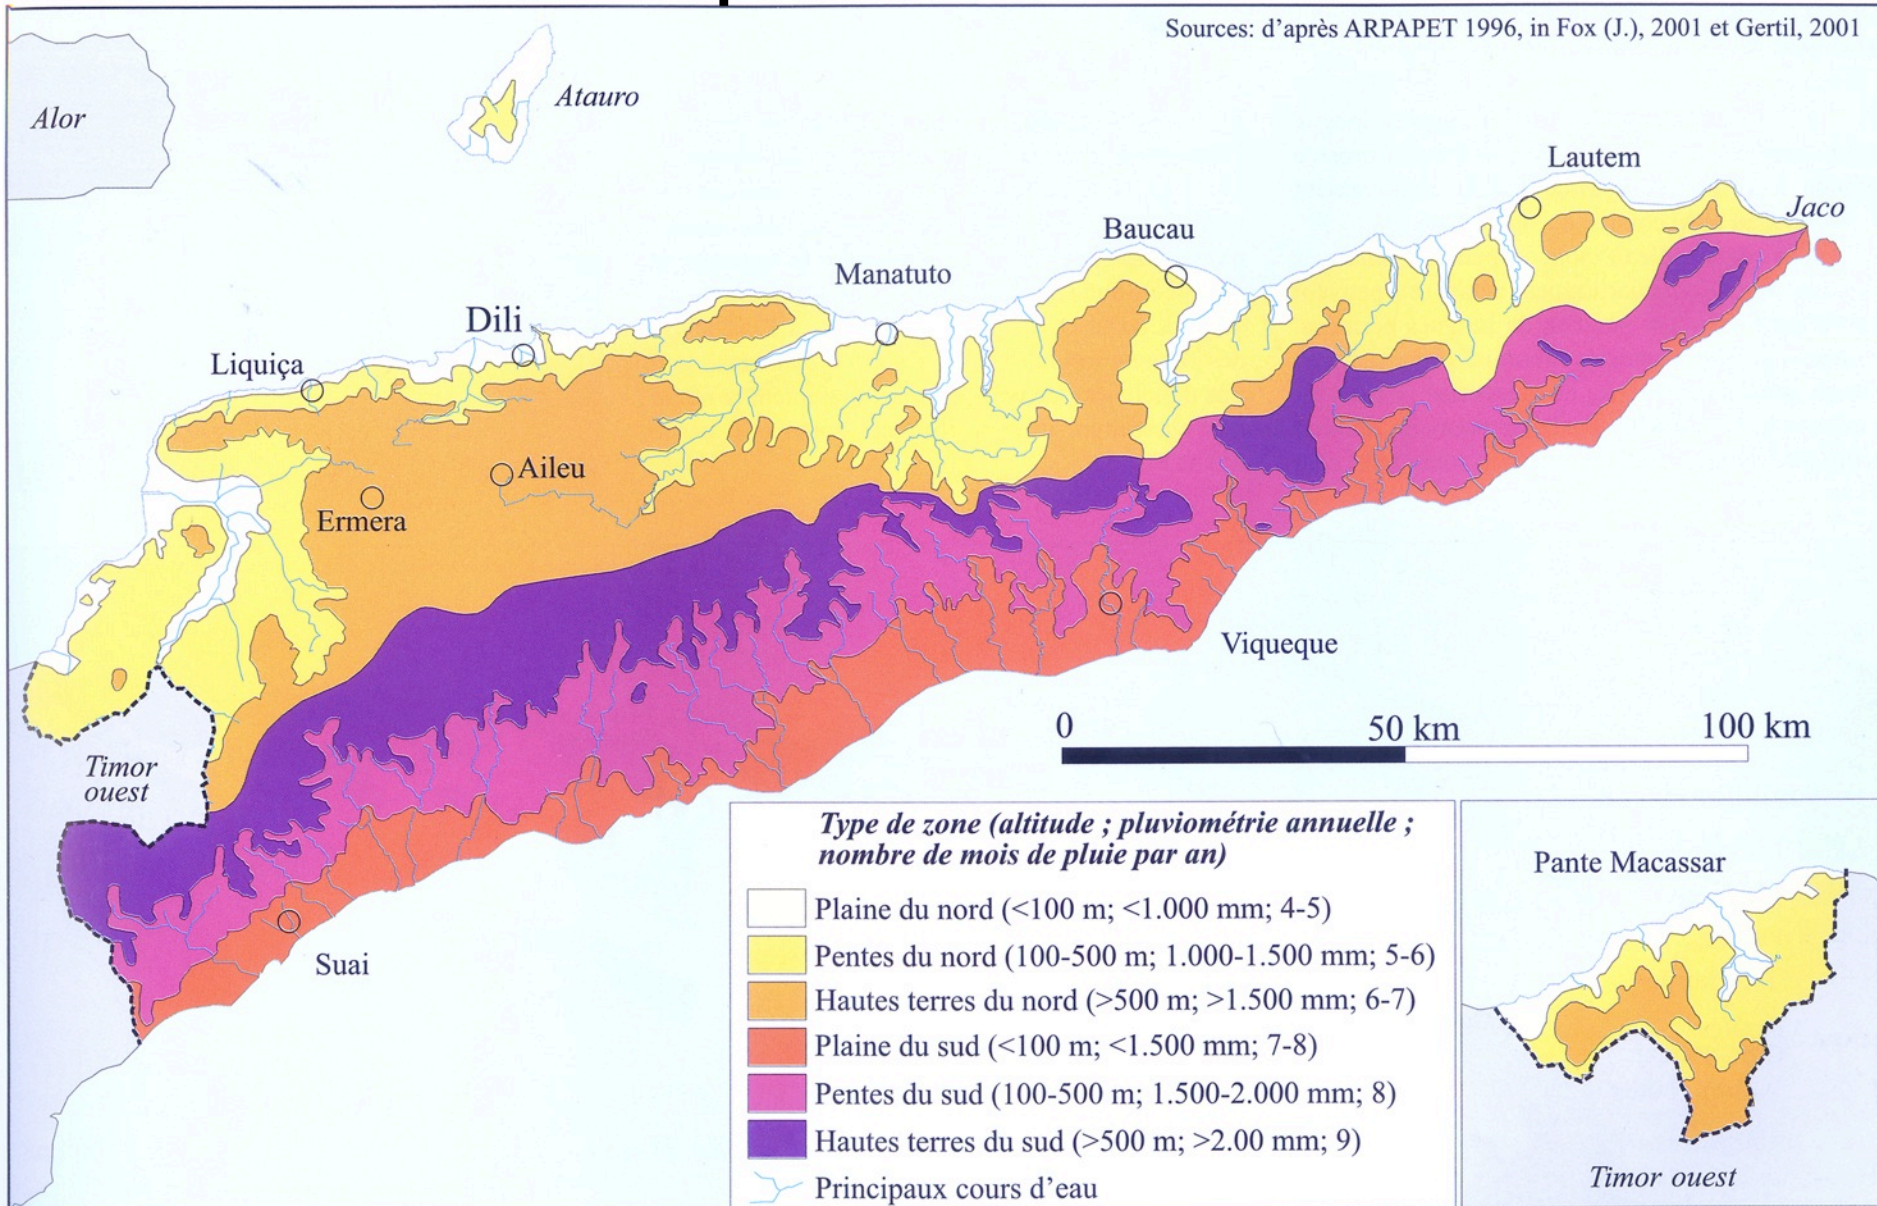 Sources: d'après ARPAPET 1996, in Fox (J.), 2001 et Gertil, 2001
Alor
Atauro
Lautem
Jaco
Baucau
Manatuto
Dili
Liquiça
Aileu
Ermera
Viqueque
0 50 km 100 km
Timor
ouest
Suai
Type de zone (altitude ; pluviométrie annuelle ;
nombre de mois de pluie par an)
Plaine du nord (<100 m; <1.000 mm; 4-5)
Pentes du nord (100-500 m; 1.000-1.500 mm; 5-6)
Hautes terres du nord (>500 m; >1.500 mm; 6-7)
Plaine du sud (<100 m; <1.500 mm; 7-8)
Pentes du sud (100-500 m; 1.500-2.000 mm; 8)
Hautes terres du sud (>500 m; >2.00 mm; 9)
Principaux cours d'eau
Pante Macassar
Timor ouest